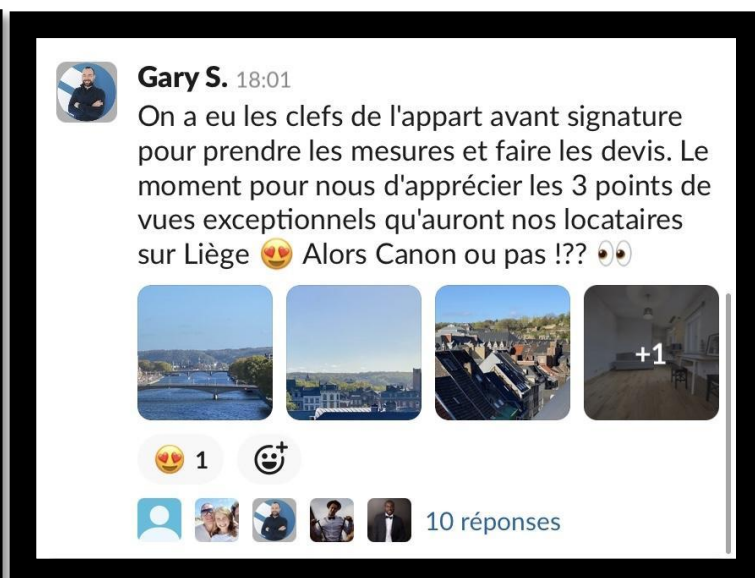 Gary S. 18:01
On a eu les clefs de l'appart avant signature
pour prendre les mesures et faire les devis. Le
moment pour nous d'apprécier les 3 points de
vues exceptionnels qu'auront nos locataires
sur Liège 😍 Alors Canon ou pas !?? 👀
+1
😍 1
10 réponses